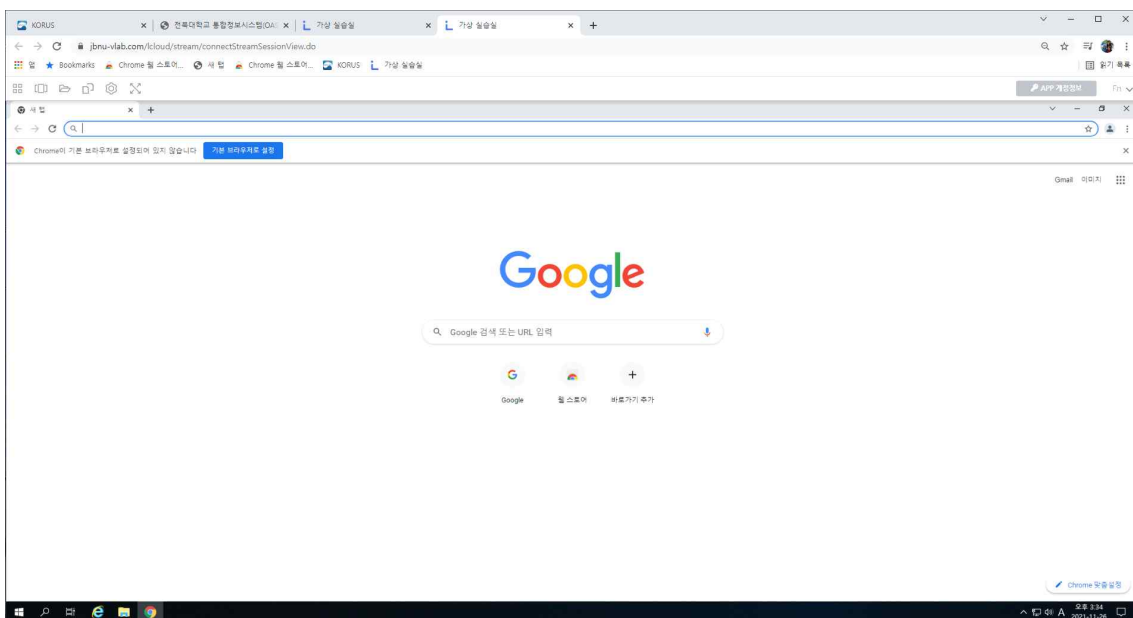 KORUS
전북대학교 통합정보시스템(OA:
가상 실습실
가상 실습실
jbnu-vlab.com/lcloud/stream/connectStreamSessionView.do
앱 Bookmarks Chrome 웹 스토어... 새 탭 Chrome 웹 스토어... KORUS 가상 실습실 읽기 목록
APP 계정정보 Fn
새 탭
Chrome이 기본 브라우저로 설정되어 있지 않습니다 기본 브라우저로 설정
Gmail 이미지
Google
Google 검색 또는 URL 입력
Google 웹 스토어 바로가기 추가
Chrome 맞춤설정
A 오후 3:34
2021-11-26